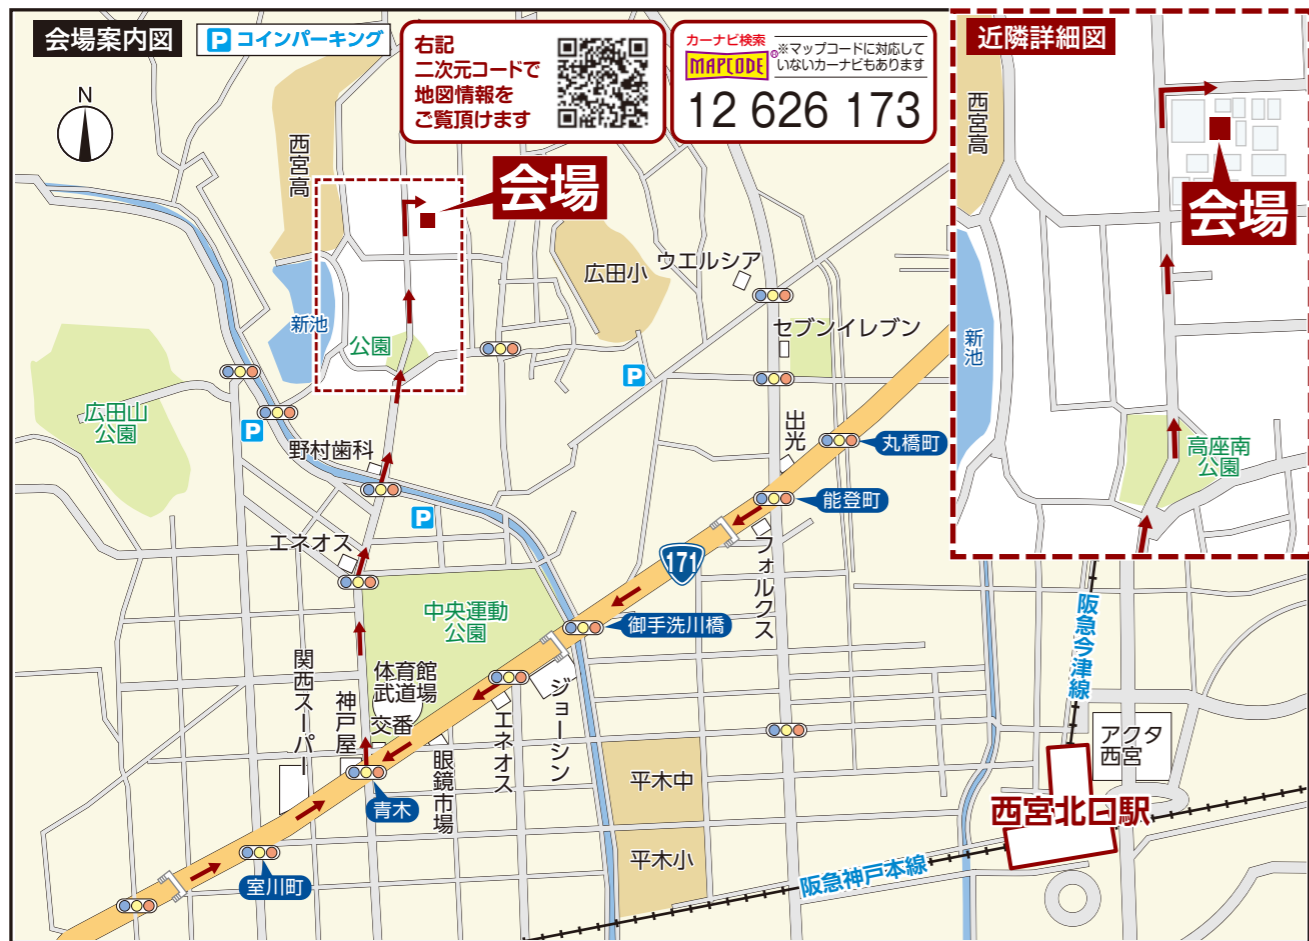 会場案内図
P コインパーキング
右記
二次元コードで
地図情報を
ご覧頂けます
カーナビ検索
MAPCODE®
※マップコードに対応して
いないカーナビもあります
12 626 173
近隣詳細図
N
西宮高
会場
新池
公園
広田小
ウエルシア
セブンイレブン
P
広田山
公園
P
野村歯科
出光
丸橋町
能登町
P
エネオス
171
フォルクス
中央運動
公園
御手洗川橋
体育館
武道場
関西スーパー
神戸屋
交番
眼鏡市場
エネオス
ジョーシン
青木
室川町
平木中
平木小
阪急神戸本線
阪急今津線
アクタ
西宮
西宮北口駅
西宮高
会場
新池
高座南
公園